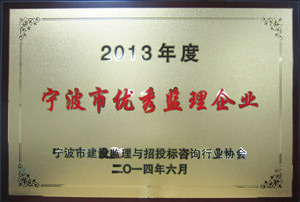 2013年度
宁波市优秀监理企业
宁波市建设监理与招投标咨询行业协会
二〇一四年六月